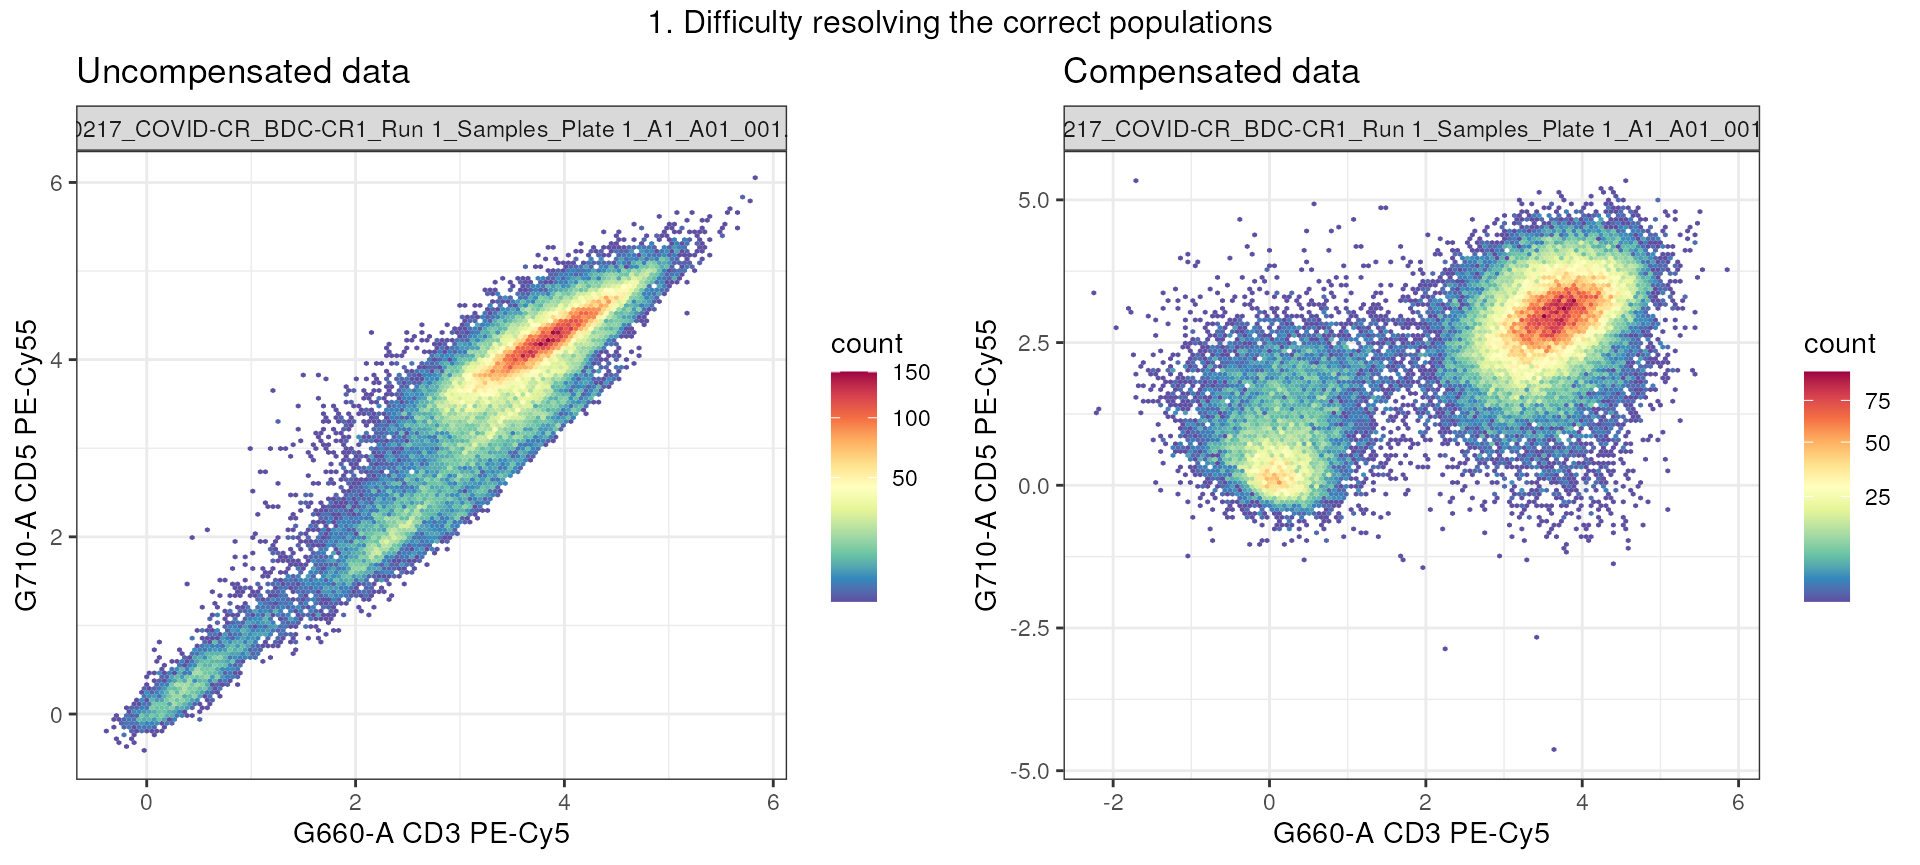 1. Difficulty resolving the correct populations
Uncompensated data
0217_COVID-CR_BDC-CR1_Run 1_Samples_Plate 1_A1_A01_001.
6
4
2
0
0
2
4
6
G710-A CD5 PE-Cy55
G660-A CD3 PE-Cy5
count
150
100
50
Compensated data
217_COVID-CR_BDC-CR1_Run 1_Samples_Plate 1_A1_A01_001
5.0
2.5
0.0
-2.5
-5.0
-2
0
2
4
6
G710-A CD5 PE-Cy55
G660-A CD3 PE-Cy5
count
75
50
25